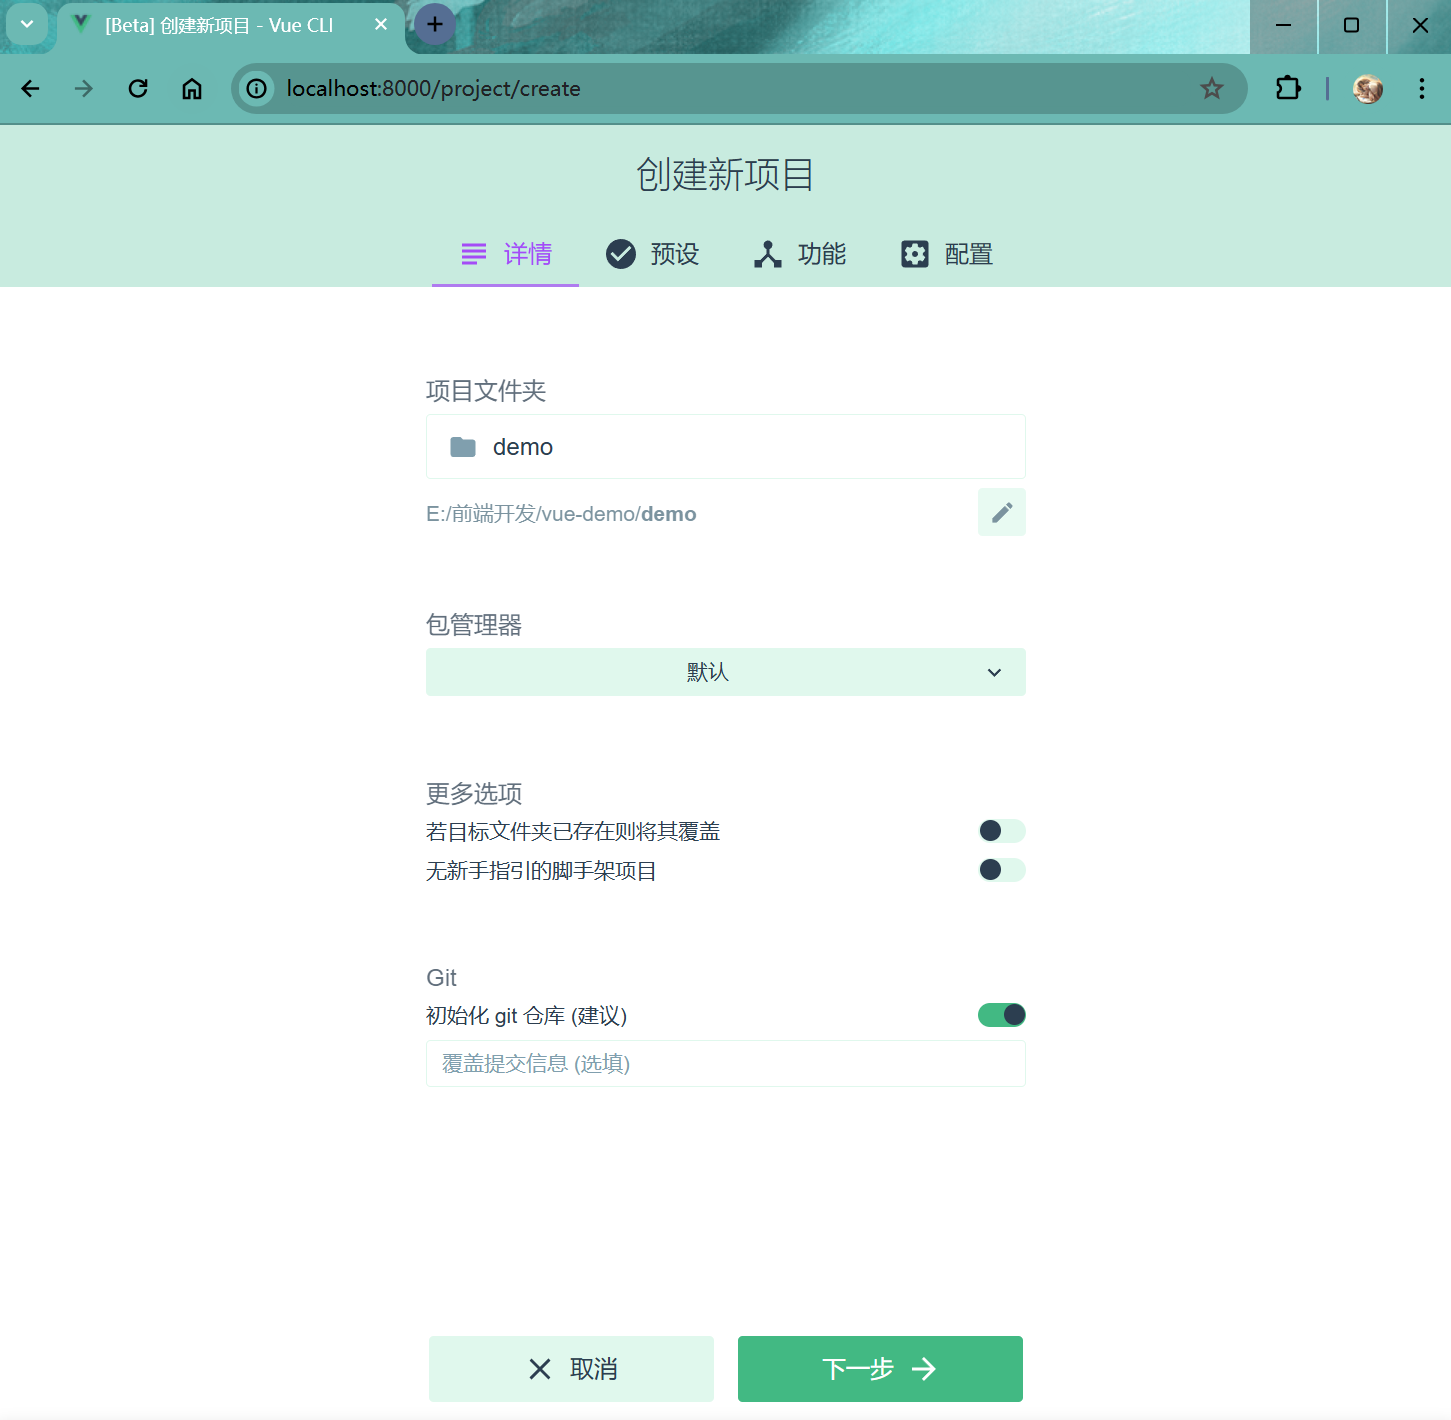 [Beta] 创建新项目 - Vue CLI
localhost:8000/project/create
创建新项目
详情 预设 功能 配置
项目文件夹
demo
E:/前端开发/vue-demo/demo
包管理器
默认
更多选项
若目标文件夹已存在则将其覆盖
无新手指引的脚手架项目
Git
初始化 git 仓库 (建议)
覆盖提交信息 (选填)
取消 下一步